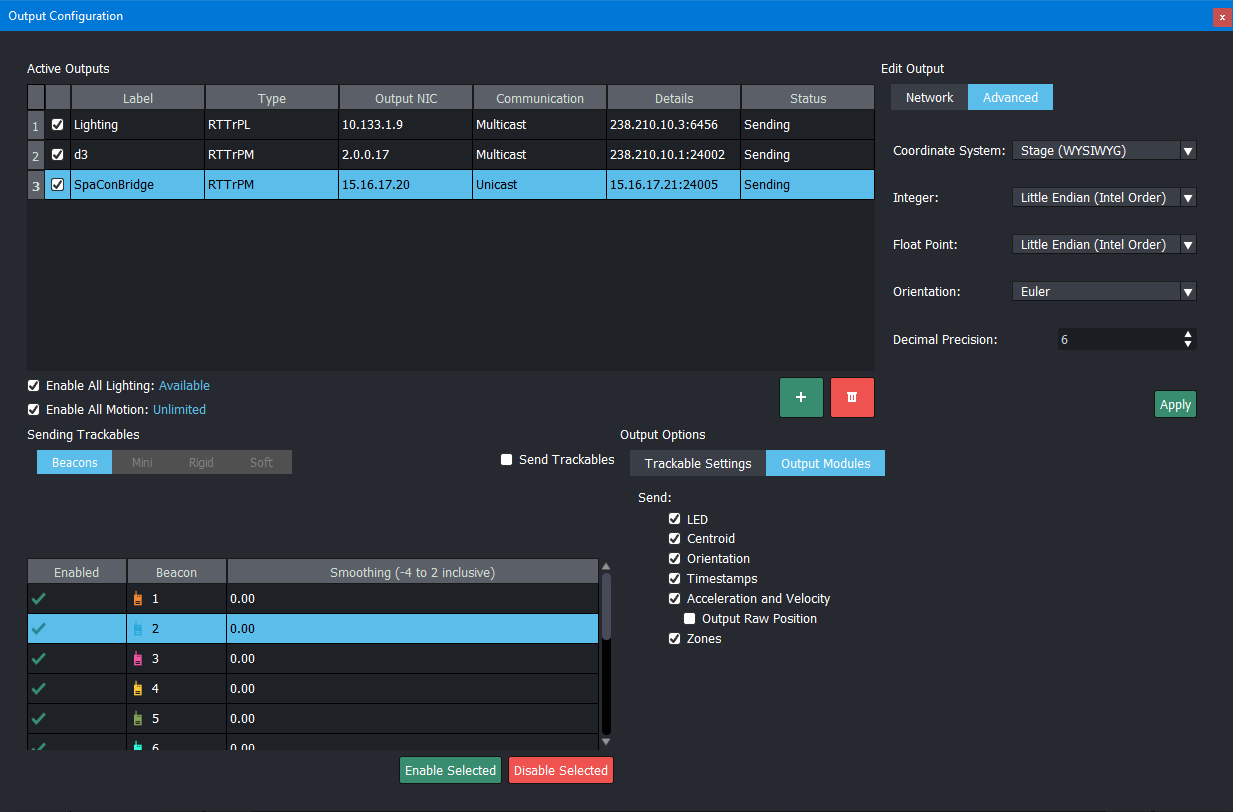 Output Configuration
x
Active Outputs
Label Type Output NIC Communication Details Status
1 Lighting RTTrPL 10.133.1.9 Multicast 238.210.10.3:6456 Sending
2 d3 RTTrPM 2.0.0.17 Multicast 238.210.10.1:24002 Sending
3 SpaConBridge RTTrPM 15.16.17.20 Unicast 15.16.17.21:24005 Sending
Enable All Lighting: Available
Enable All Motion: Unlimited
+
Edit Output
Network Advanced
Coordinate System: Stage (WYSIWYG)
Integer: Little Endian (Intel Order)
Float Point: Little Endian (Intel Order)
Orientation: Euler
Decimal Precision: 6
Apply
Sending Trackables
Beacons Mini Rigid Soft
Send Trackables
Enabled Beacon Smoothing (-4 to 2 inclusive)
1 0.00
2 0.00
3 0.00
4 0.00
5 0.00
6 0.00
Enable Selected Disable Selected
Output Options
Trackable Settings Output Modules
Send:
LED
Centroid
Orientation
Timestamps
Acceleration and Velocity
Output Raw Position
Zones